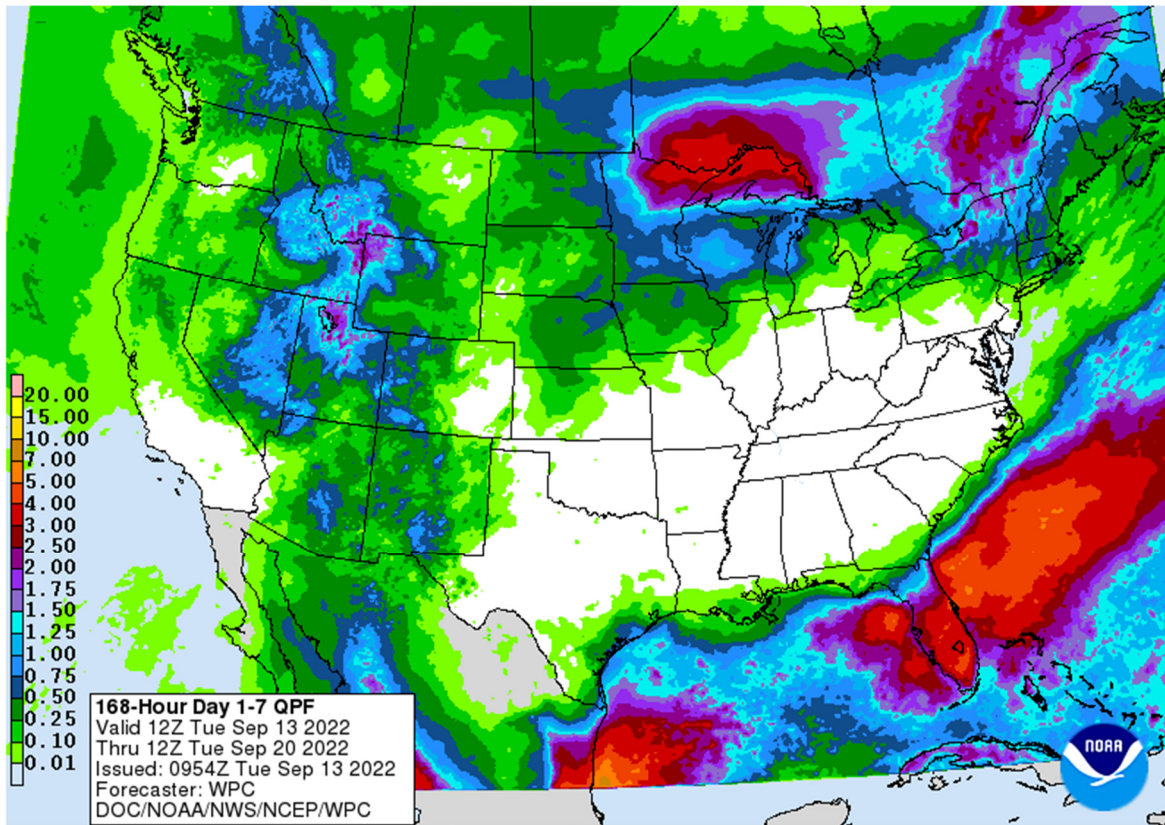 20.00
15.00
10.00
7.00
5.00
4.00
3.00
2.50
2.00
1.75
1.50
1.25
1.00
0.75
0.50
0.25
0.10
0.01
168-Hour Day 1-7 QPF
Valid 12Z Tue Sep 13 2022
Thru 12Z Tue Sep 20 2022
Issued: 0954Z Tue Sep 13 2022
Forecaster: WPC
DOC/NOAA/NWS/NCEP/WPC
NOAA